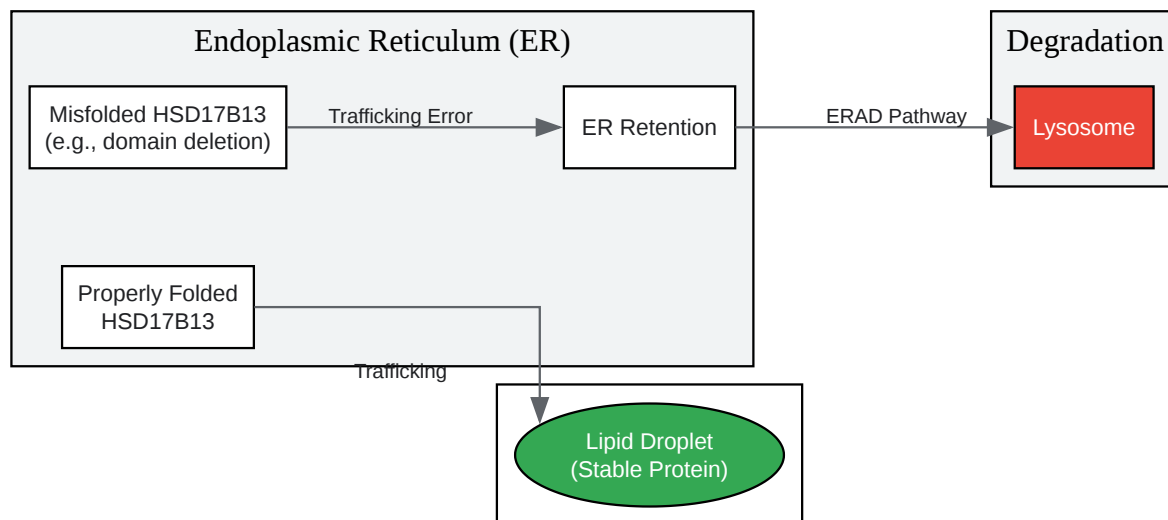 Endoplasmic Reticulum (ER)
Degradation
Misfolded HSD17B13
(e.g., domain deletion)
Trafficking Error
ER Retention
ERAD Pathway
Lysosome
Properly Folded
HSD17B13
Trafficking
Lipid Droplet
(Stable Protein)